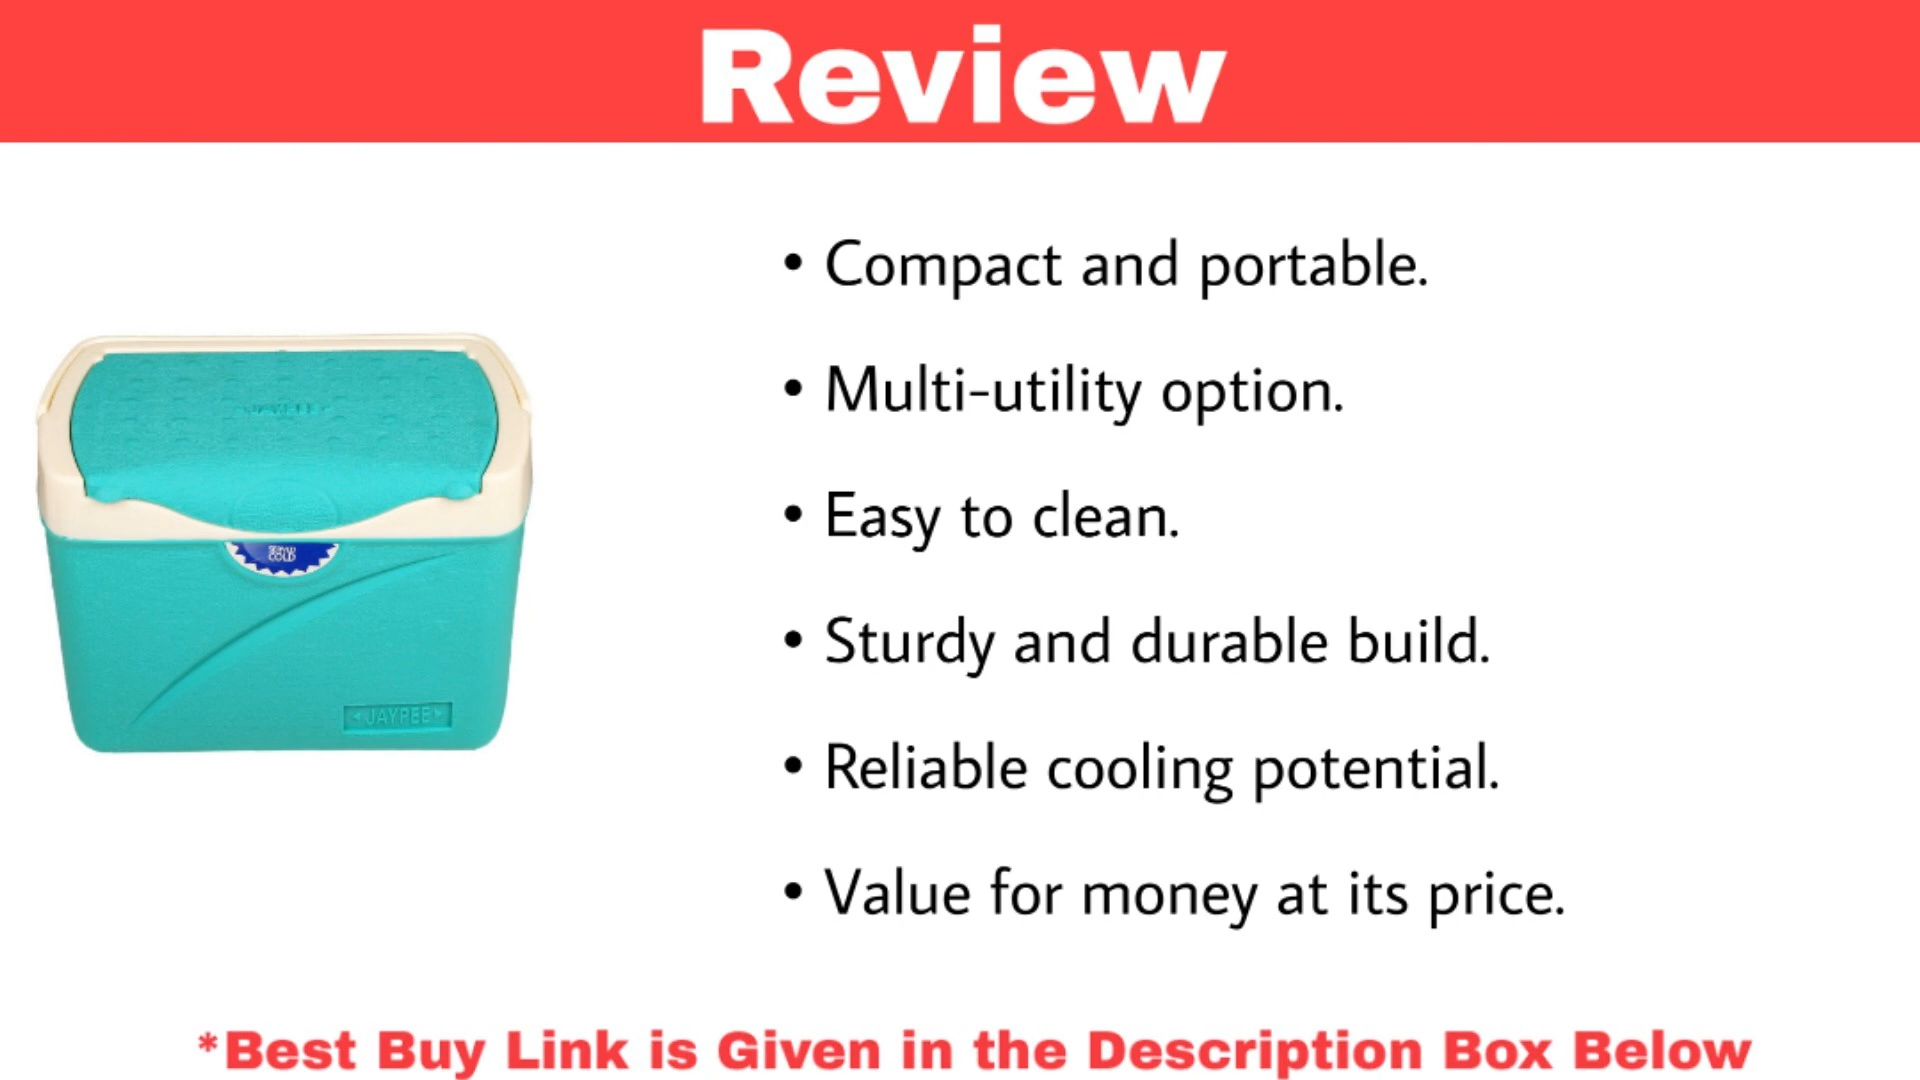 Review
• Compact and portable.
• Multi-utility option.
• Easy to clean.
• Sturdy and durable build.
• Reliable cooling potential.
• Value for money at its price.
COLD
JAYPEE
*Best Buy Link is Given in the Description Box Below